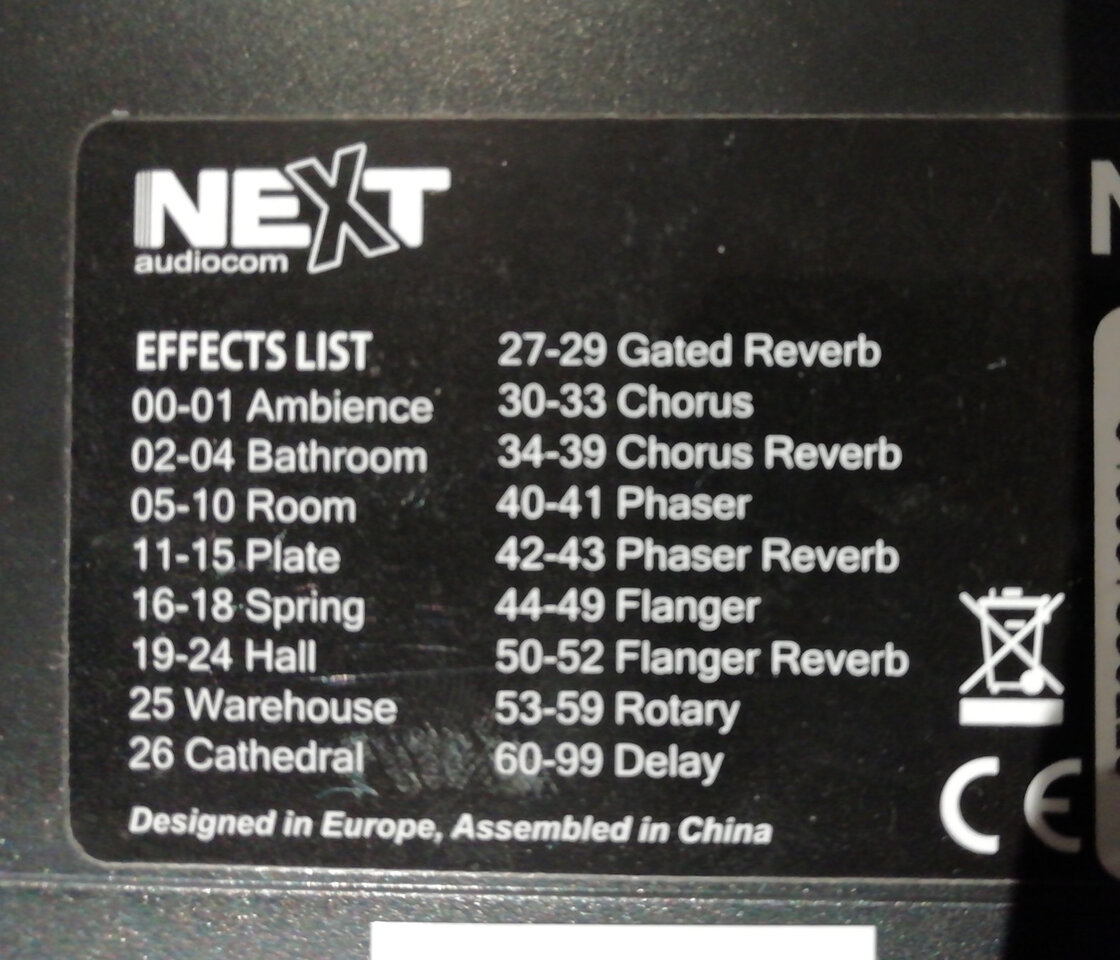 NEXT
audiocom
EFFECTS LIST
00-01 Ambience
02-04 Bathroom
05-10 Room
11-15 Plate
16-18 Spring
19-24 Hall
25 Warehouse
26 Cathedral
27-29 Gated Reverb
30-33 Chorus
34-39 Chorus Reverb
40-41 Phaser
42-43 Phaser Reverb
44-49 Flanger
50-52 Flanger Reverb
53-59 Rotary
60-99 Delay
Designed in Europe, Assembled in China
CE